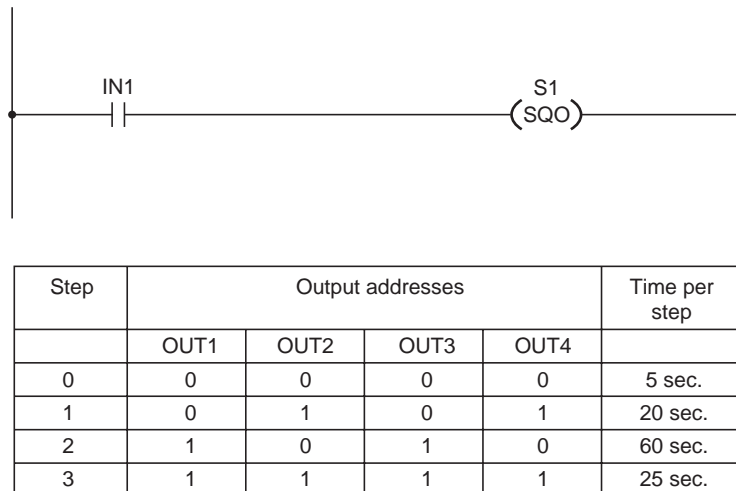 IN1
S1
SQO
Step Output addresses Time per
step
OUT1 OUT2 OUT3 OUT4
0 0 0 0 0 5 sec.
1 0 1 0 1 20 sec.
2 1 0 1 0 60 sec.
3 1 1 1 1 25 sec.